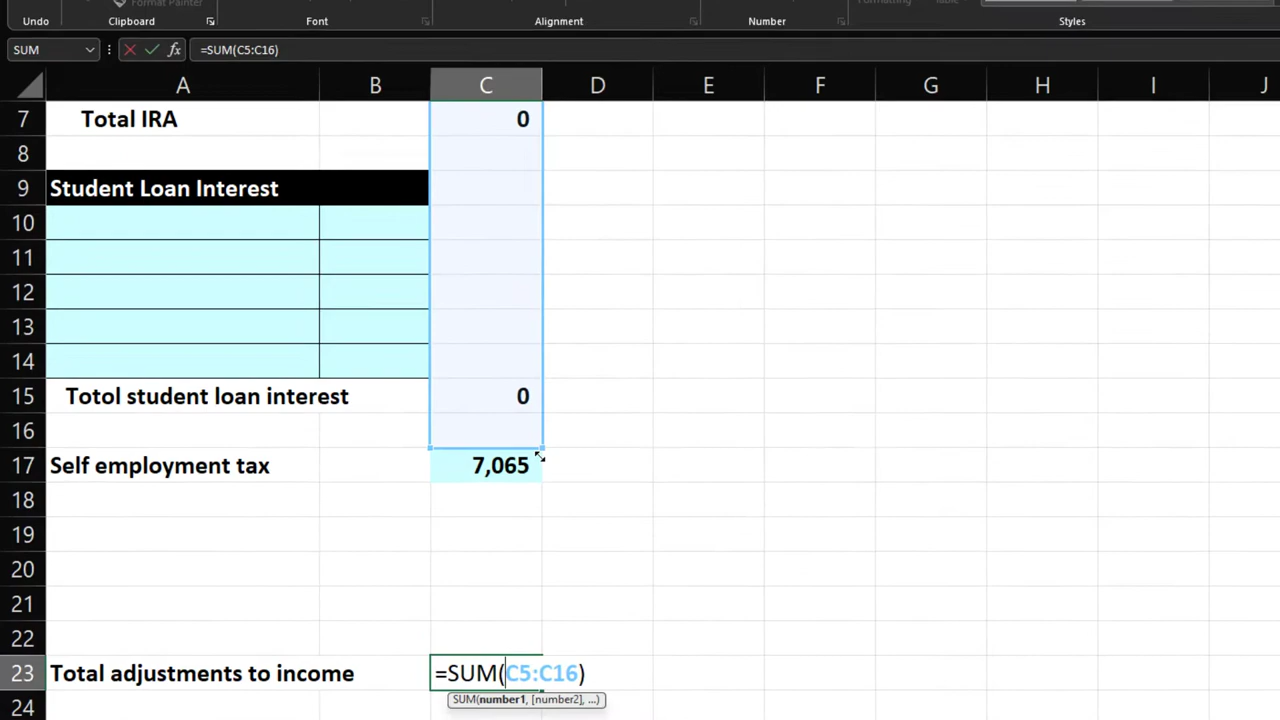 Format Painter
Formatting Table
Undo Clipboard Font Alignment Number Styles
SUM =SUM(C5:C16)
A B C D E F G H I J
7 Total IRA 0
8
9 Student Loan Interest
10
11
12
13
14
15 Totol student loan interest 0
16
17 Self employment tax 7,065
18
19
20
21
22
23 Total adjustments to income =SUM(C5:C16)
SUM(number1, [number2], ...)
24